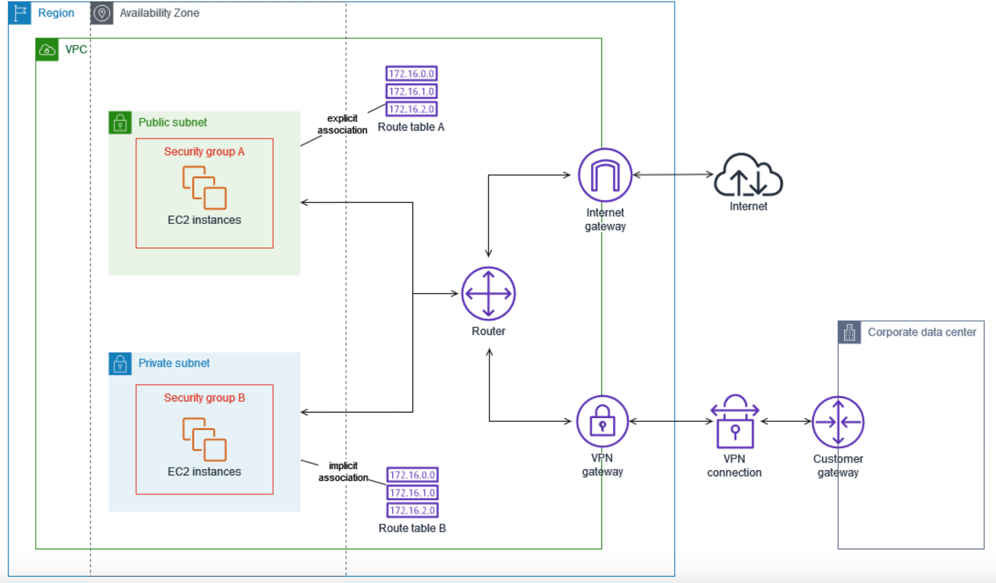 Region
Availability Zone
VPC
172.16.0.0
172.16.1.0
172.16.2.0
Route table A
explicit
association
Public subnet
Security group A
EC2 instances
Internet
gateway
Internet
Router
Corporate data center
Private subnet
Security group B
EC2 instances
implicit
association
172.16.0.0
172.16.1.0
172.16.2.0
Route table B
VPN
gateway
VPN
connection
Customer
gateway